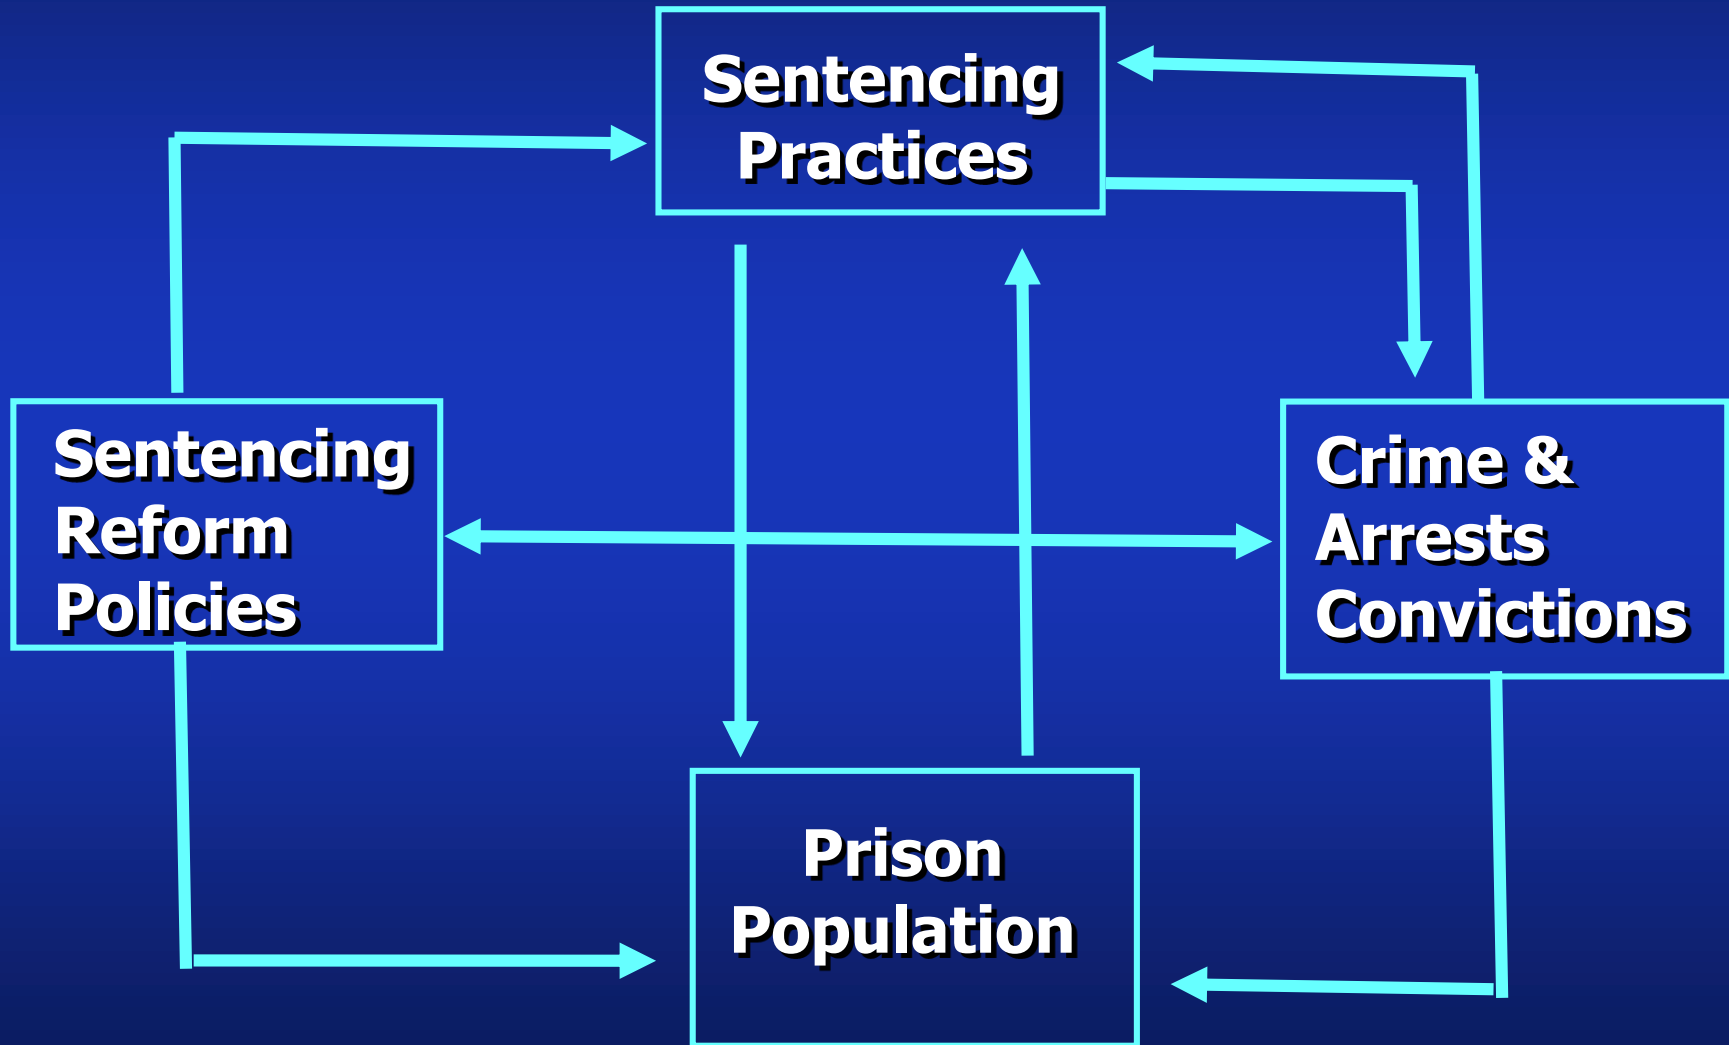 Sentencing
Practices
Sentencing
Reform
Policies
Crime &
Arrests
Convictions
Prison
Population